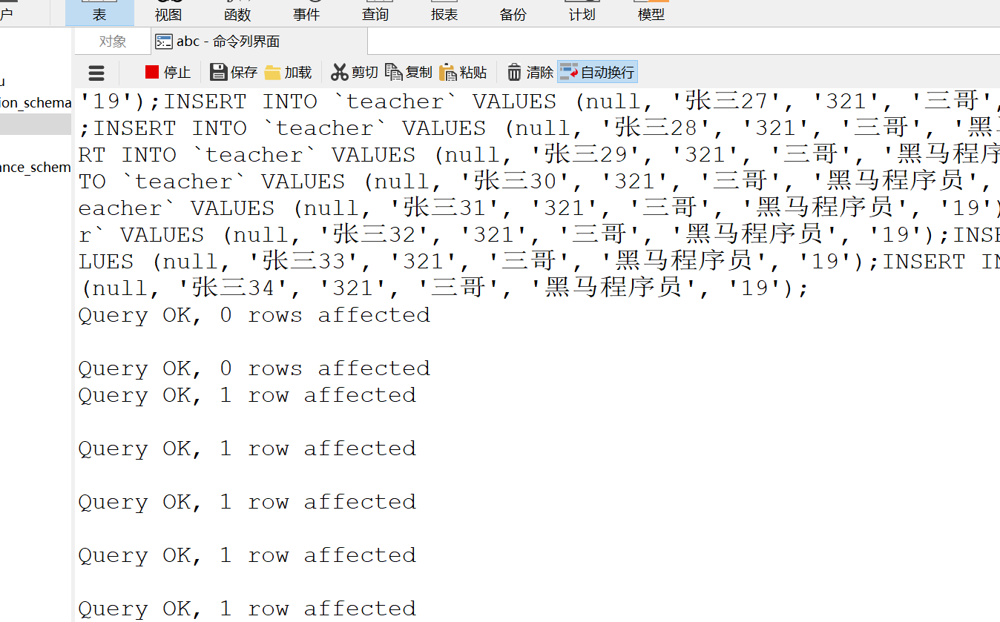 户 表 视图 函数 事件 查询 报表 备份 计划 模型
对象 abc - 命令列界面
停止 保存 加载 剪切 复制 粘贴 清除 自动换行
u
ion_schema
ance_schem
'19');INSERT INTO `teacher` VALUES (null, '张三27', '321', '三哥',
;INSERT INTO `teacher` VALUES (null, '张三28', '321', '三哥', '黑马
RT INTO `teacher` VALUES (null, '张三29', '321', '三哥', '黑马程序
TO `teacher` VALUES (null, '张三30', '321', '三哥', '黑马程序员',
eacher` VALUES (null, '张三31', '321', '三哥', '黑马程序员', '19')
r` VALUES (null, '张三32', '321', '三哥', '黑马程序员', '19');INSE
LUES (null, '张三33', '321', '三哥', '黑马程序员', '19');INSERT IN
(null, '张三34', '321', '三哥', '黑马程序员', '19');
Query OK, 0 rows affected
Query OK, 0 rows affected
Query OK, 1 row affected
Query OK, 1 row affected
Query OK, 1 row affected
Query OK, 1 row affected
Query OK, 1 row affected